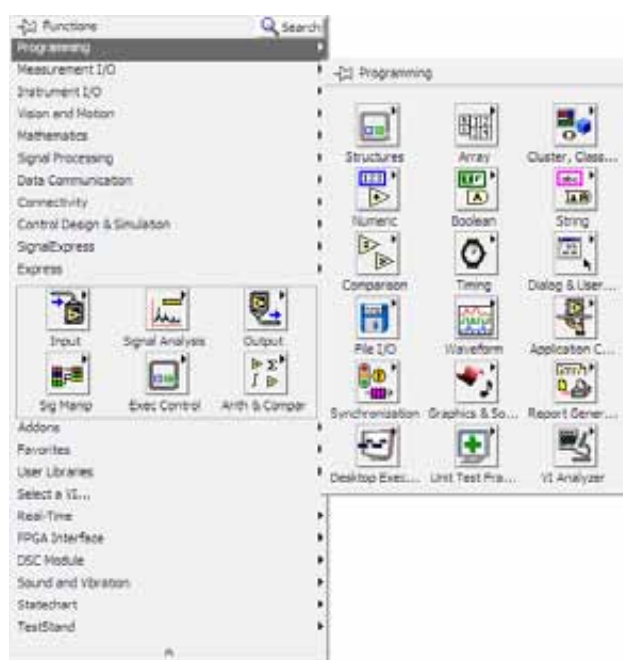 Functions Search
Programming
Measurement I/O
Instrument I/O
Vision and Motion
Mathematics
Signal Processing
Data Communication
Connectivity
Control Design & Simulation
SignalExpress
Express
Input Signal Analysis Output
Sig Manip Exec Control Arith & Compar
Addons
Favorites
User Libraries
Select a VI...
Real-Time
FPGA Interface
DSC Module
Sound and Vibration
Statechart
TestStand
Programming
Structures Array Cluster, Class...
Numeric Boolean String
Comparison Timing Dialog & User...
File I/O Waveform Application C...
Synchronization Graphics & So... Report Gener...
Desktop Exec... Unit Test Fra... VI Analyzer